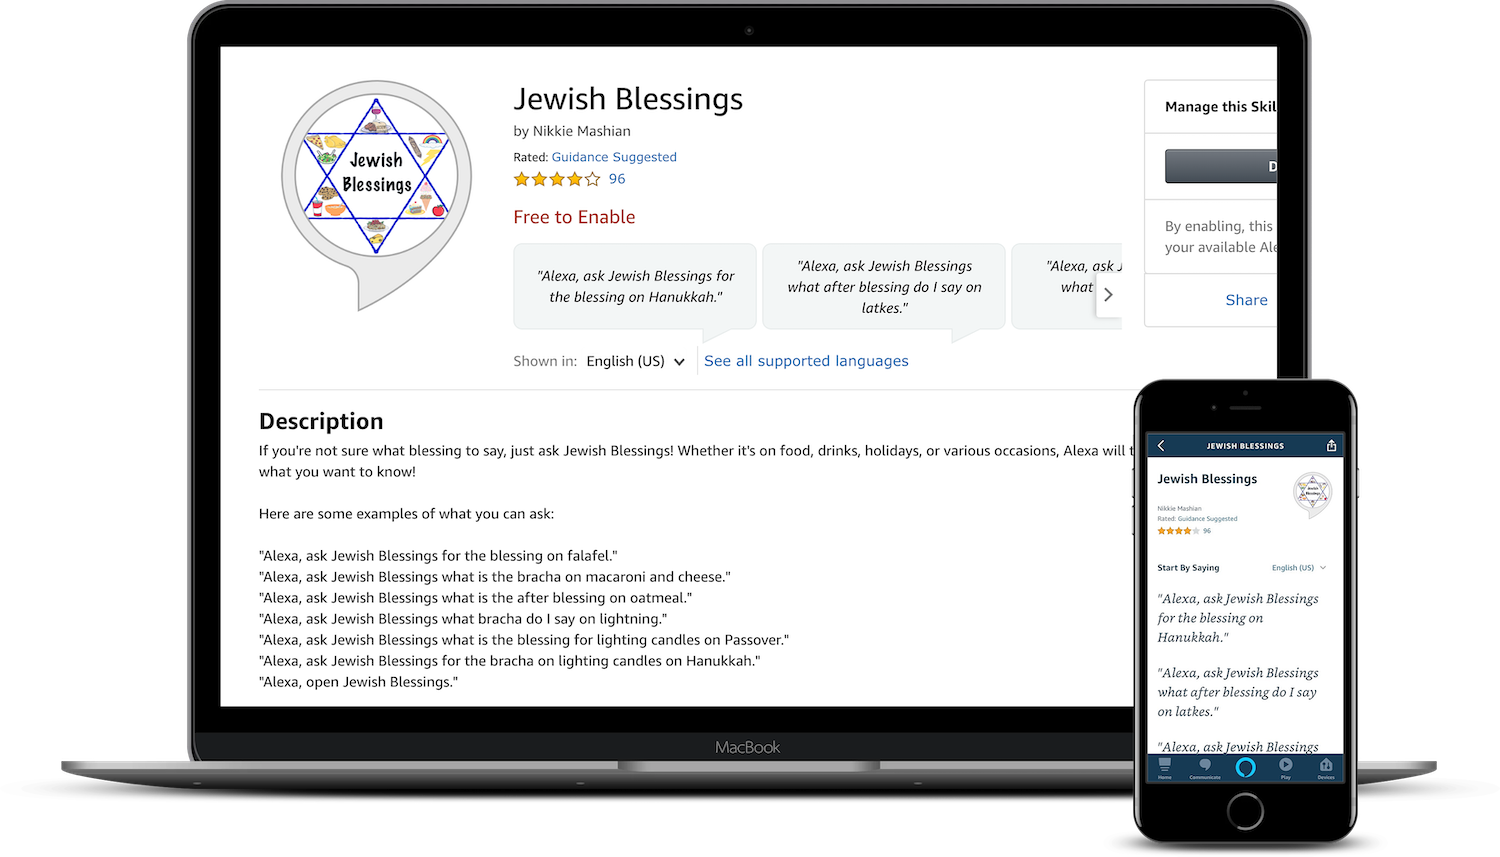 Jewish Blessings
by Nikkie Mashian
Rated: Guidance Suggested
96
Free to Enable
Jewish
Blessings
"Alexa, ask Jewish Blessings for
the blessing on Hanukkah."
"Alexa, ask Jewish Blessings
what after blessing do I say on
latkes."
"Alexa, ask J
what
Shown in: English (US)
See all supported languages
Manage this Skil
D
By enabling, this
your available Ale
Share
Description
If you're not sure what blessing to say, just ask Jewish Blessings! Whether it's on food, drinks, holidays, or various occasions, Alexa will t
what you want to know!
Here are some examples of what you can ask:
"Alexa, ask Jewish Blessings for the blessing on falafel."
"Alexa, ask Jewish Blessings what is the bracha on macaroni and cheese."
"Alexa, ask Jewish Blessings what is the after blessing on oatmeal."
"Alexa, ask Jewish Blessings what bracha do I say on lightning."
"Alexa, ask Jewish Blessings what is the blessing for lighting candles on Passover."
"Alexa, ask Jewish Blessings for the bracha on lighting candles on Hanukkah."
"Alexa, open Jewish Blessings."
MacBook
JEWISH BLESSINGS
Jewish Blessings
Jewish
Blessings
Nikkie Mashian
Rated: Guidance Suggested
96
Start By Saying
English (US)
"Alexa, ask Jewish Blessings
for the blessing on
Hanukkah."
"Alexa, ask Jewish Blessings
what after blessing do I say
on latkes."
"Alexa, ask Jewish Blessings
Home
Communicate
Play
Devices